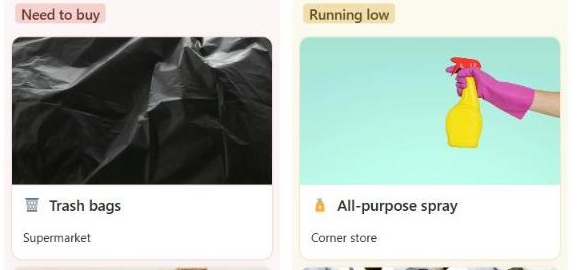 Need to buy
Trash bags
Supermarket
Running low
All-purpose spray
Corner store